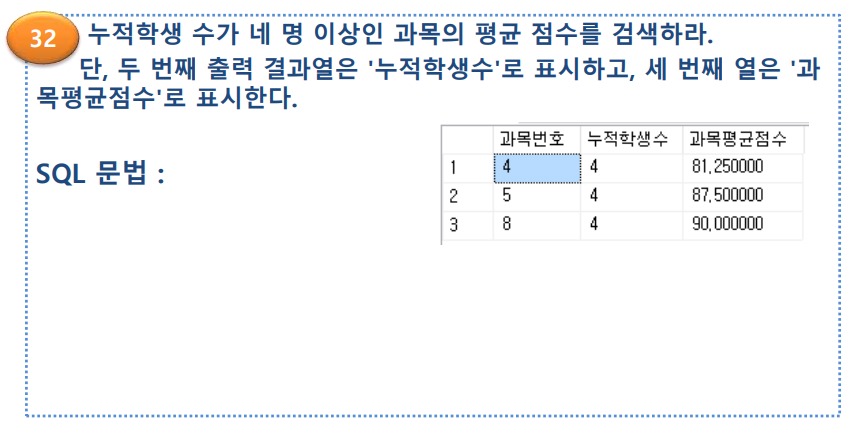 32 누적학생 수가 네 명 이상인 과목의 평균 점수를 검색하라.
단, 두 번째 출력 결과열은 '누적학생수'로 표시하고, 세 번째 열은 '과
목평균점수'로 표시한다.
SQL 문법 :
과목번호 누적학생수 과목평균점수
1 4 4 81,250000
2 5 4 87,500000
3 8 4 90,000000